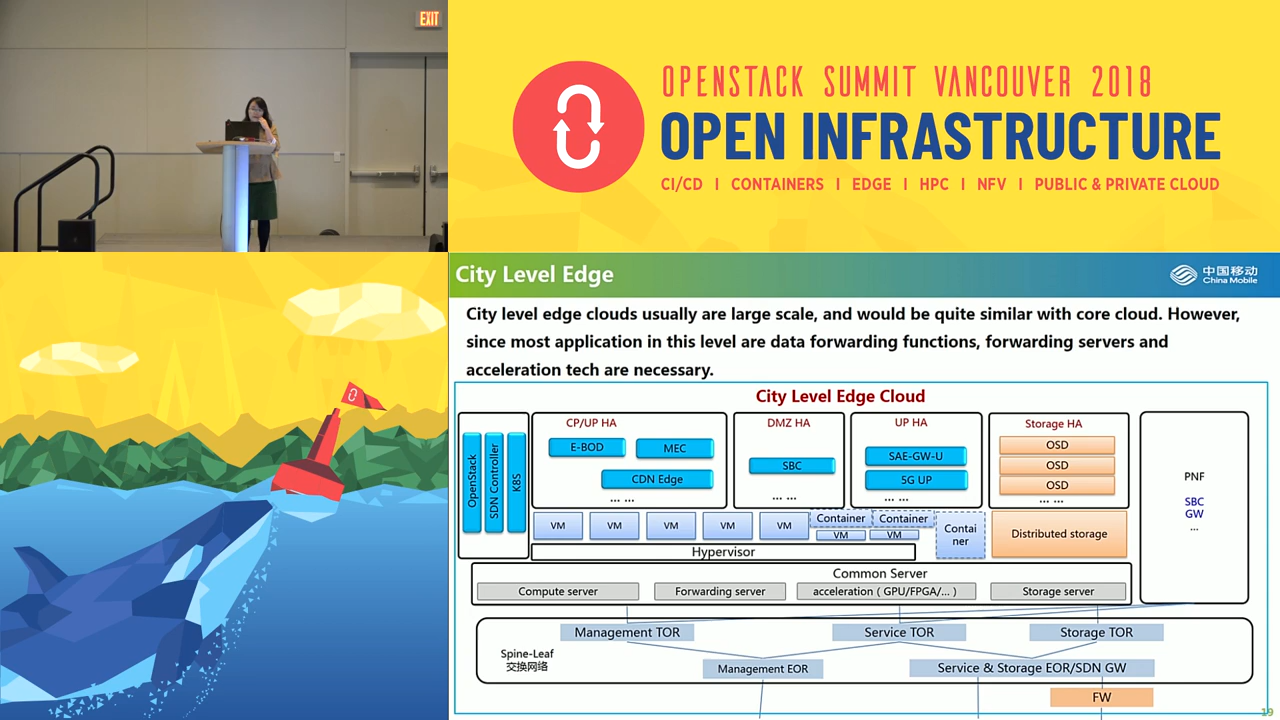 EXIT
OPENSTACK SUMMIT VANCOUVER 2018
OPEN INFRASTRUCTURE
CI/CD | CONTAINERS | EDGE | HPC | NFV | PUBLIC & PRIVATE CLOUD
City Level Edge
中国移动
China Mobile
City level edge clouds usually are large scale, and would be quite similar with core cloud. However,
since most application in this level are data forwarding functions, forwarding servers and
acceleration tech are necessary.
City Level Edge Cloud
OpenStack
SDN Controller
K8S
CP/UP HA
E-BOD
MEC
CDN Edge
... ...
DMZ HA
SBC
... ...
UP HA
SAE-GW-U
5G UP
... ...
Storage HA
OSD
OSD
OSD
... ...
PNF
SBC
GW
...
VM
VM
VM
VM
VM
Container
Container
VM
VM
Contai
ner
Distributed storage
Hypervisor
Common Server
Compute server
Forwarding server
acceleration ( GPU/FPGA/... )
Storage server
Management TOR
Service TOR
Storage TOR
Spine-Leaf
交换网络
Management EOR
Service & Storage EOR/SDN GW
FW
19